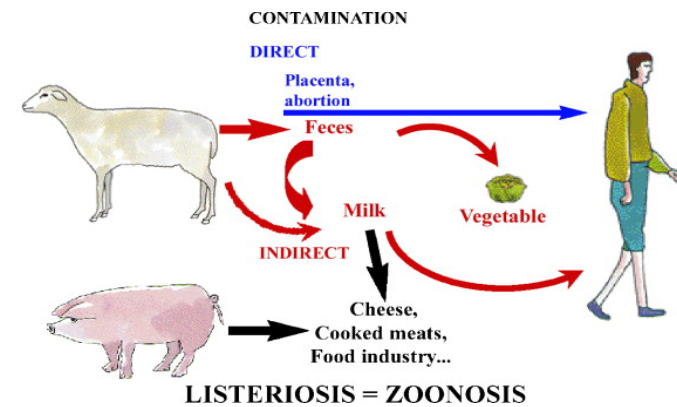 CONTAMINATION
DIRECT
Placenta,
abortion
Feces
Milk
Vegetable
INDIRECT
Cheese,
Cooked meats,
Food industry...
LISTERIOSIS = ZOONOSIS